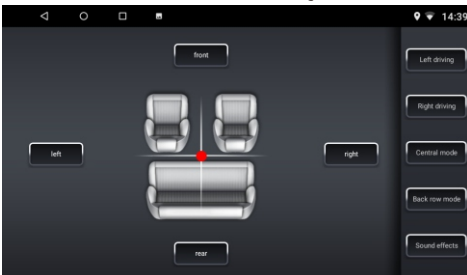 14:39
front
Left driving
Right driving
left
right
Central mode
Back row mode
rear
Sound effects